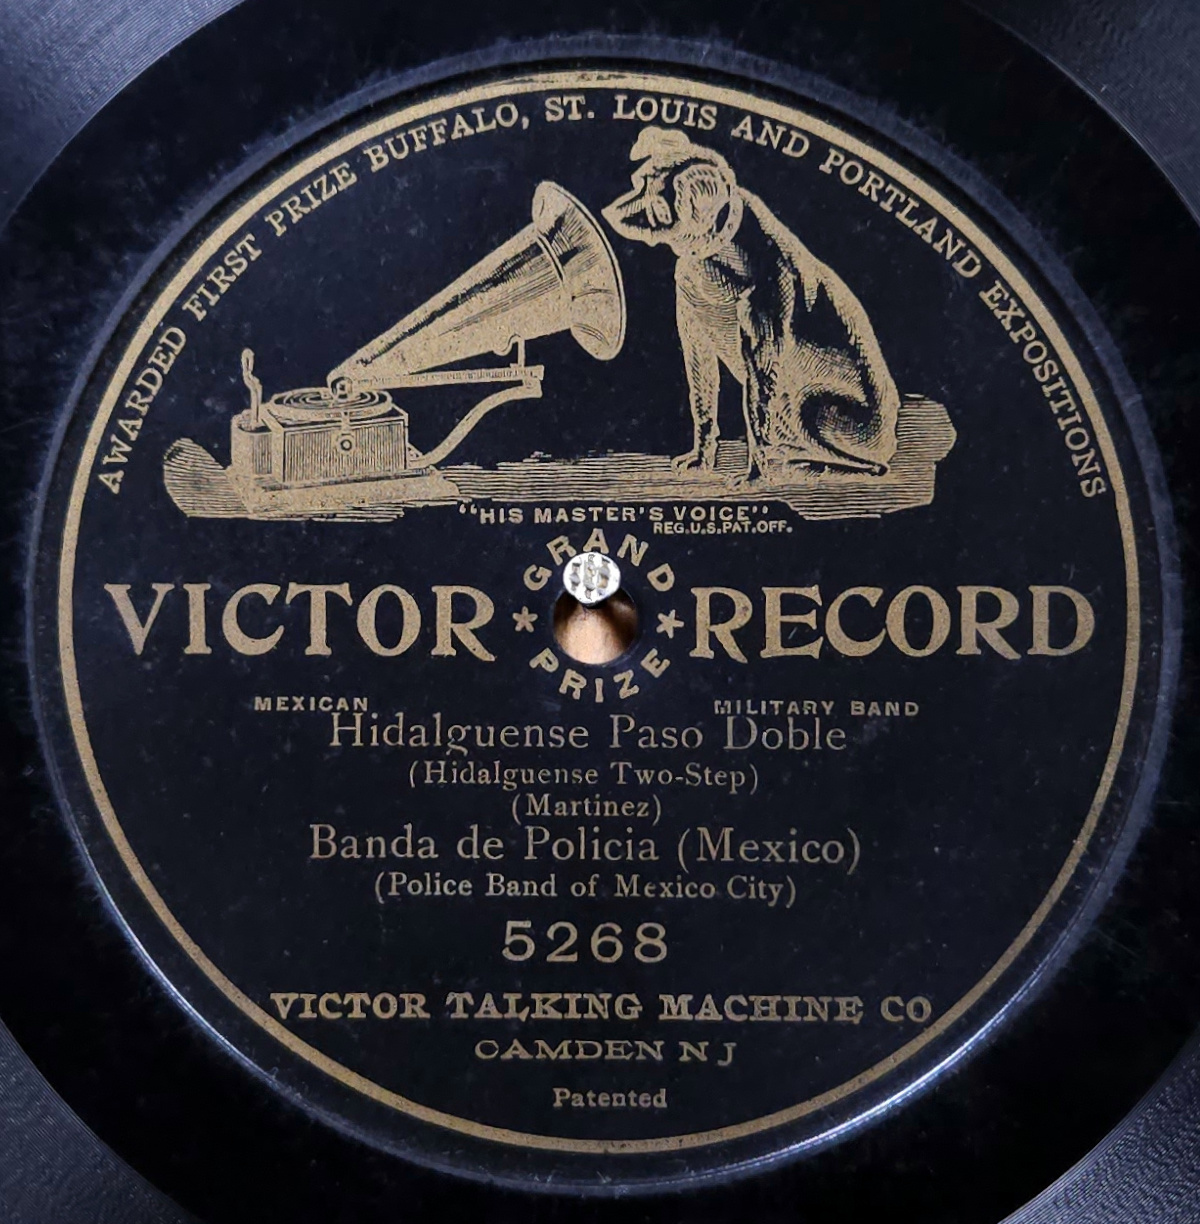 AWARDED FIRST PRIZE BUFFALO, ST. LOUIS AND PORTLAND EXPOSITIONS
"HIS MASTER'S VOICE"
REG.U.S.PAT.OFF.
GRAND
VICTOR RECORD
PRIZE
MEXICAN MILITARY BAND
Hidalguense Paso Doble
(Hidalguense Two-Step)
(Martinez)
Banda de Policia (Mexico)
(Police Band of Mexico City)
5268
VICTOR TALKING MACHINE CO
CAMDEN N J
Patented